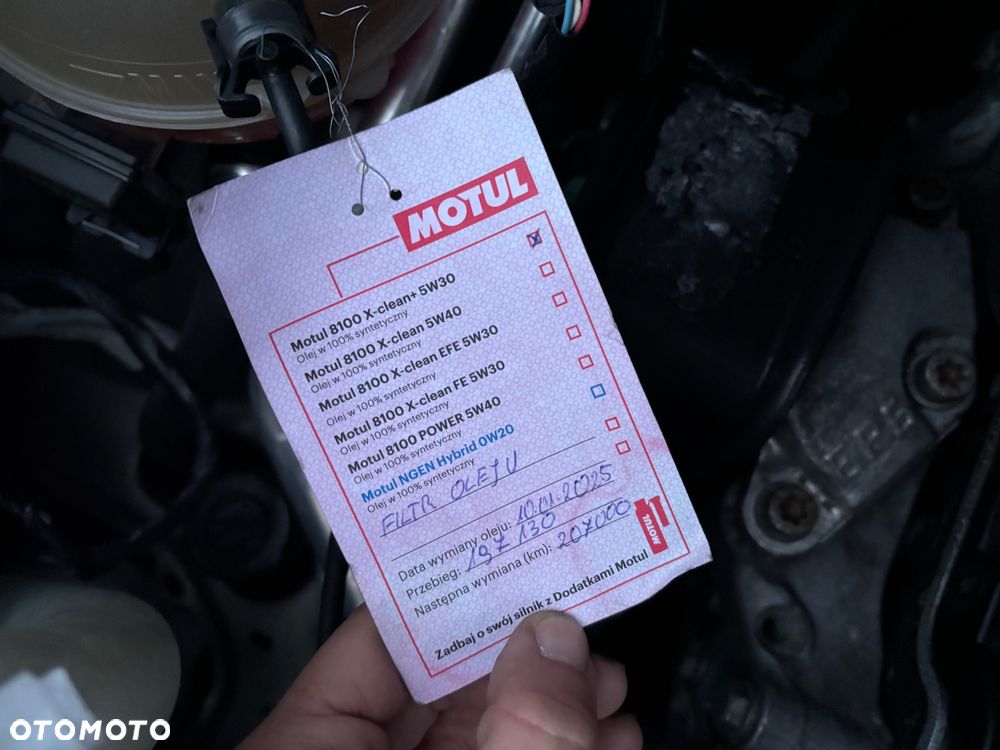 MOTUL
Motul 8100 X-clean+ 5W30
Olej w 100% syntetyczny
Motul 8100 X-clean 5W40
Olej w 100% syntetyczny
Motul 8100 X-clean EFE 5W30
Olej w 100% syntetyczny
Motul 8100 X-clean FE 5W30
Olej w 100% syntetyczny
Motul 8100 POWER 5W40
Olej w 100% syntetyczny
Motul NGEN Hybrid 0W20
Olej w 100% syntetyczny
FILTR OLEJU
Data wymiany oleju: 10.III.2025
Przebieg: 197 130
Następna wymiana (km): 207000
MOTUL
Zadbaj o swój silnik z Dodatkami Motul
OTOMOTO